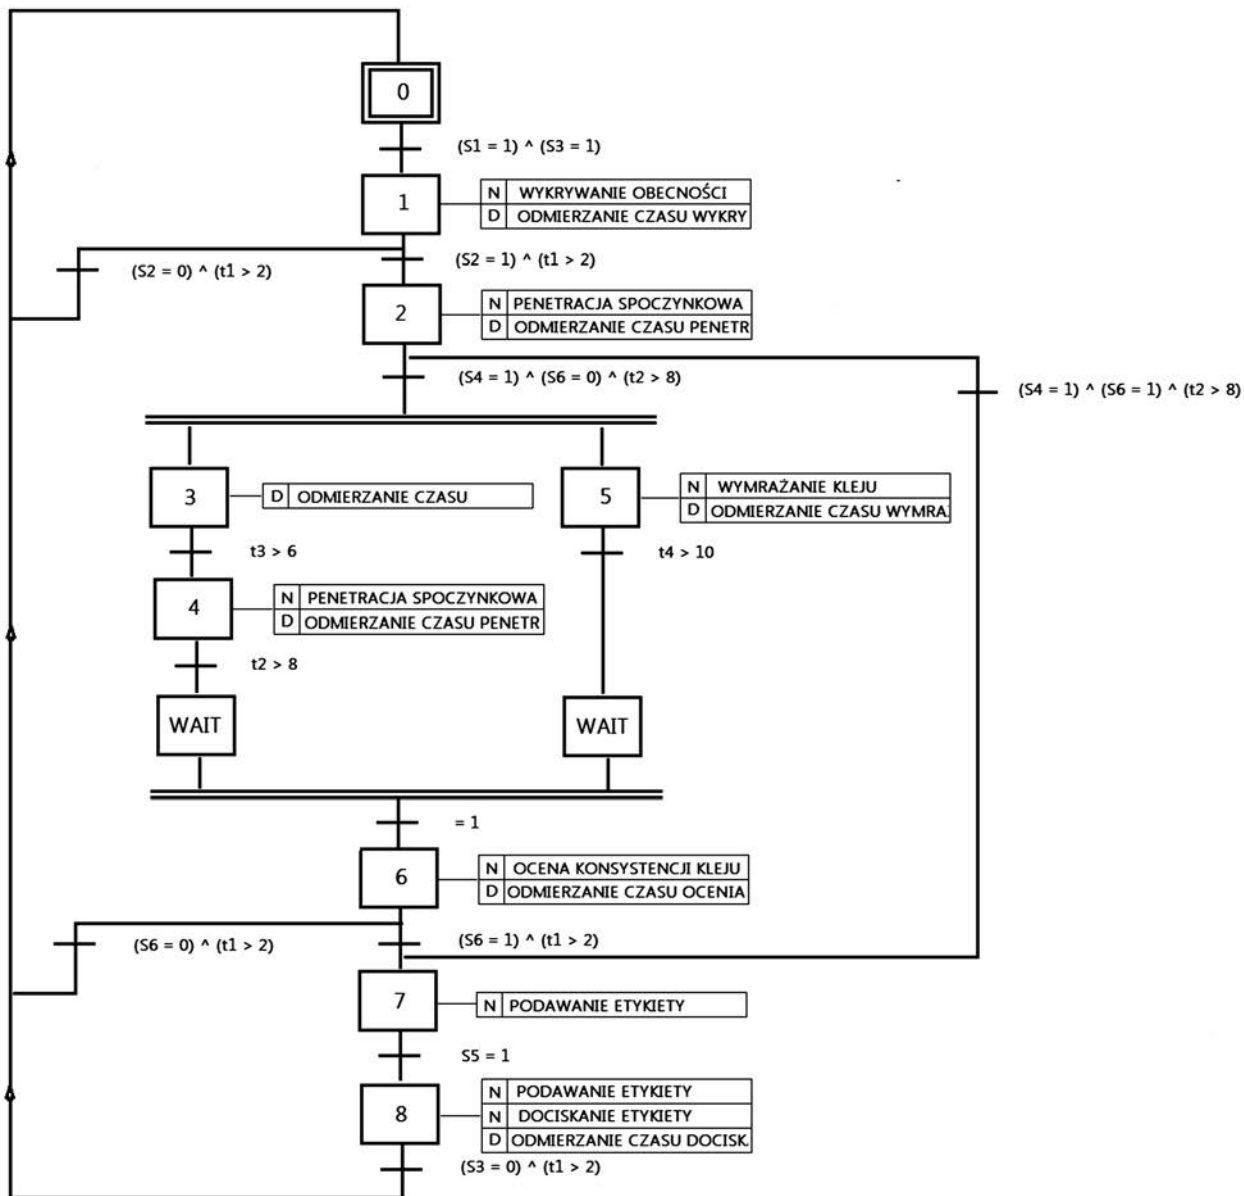 0
(S1 = 1) ^ (S3 = 1)
1
N WYKRYWANIE OBECNOŚCI
D ODMIERZANIE CZASU WYKRY
(S2 = 0) ^ (t1 > 2)
(S2 = 1) ^ (t1 > 2)
2
N PENETRACJA SPOCZYNKOWA
D ODMIERZANIE CZASU PENETR
(S4 = 1) ^ (S6 = 0) ^ (t2 > 8)
(S4 = 1) ^ (S6 = 1) ^ (t2 > 8)
3
D ODMIERZANIE CZASU
5
N WYMRAŻANIE KLEJU
D ODMIERZANIE CZASU WYMRA
t3 > 6
t4 > 10
4
N PENETRACJA SPOCZYNKOWA
D ODMIERZANIE CZASU PENETR
t2 > 8
WAIT
WAIT
= 1
6
N OCENA KONSYSTENCJI KLEJU
D ODMIERZANIE CZASU OCENIA
(S6 = 0) ^ (t1 > 2)
(S6 = 1) ^ (t1 > 2)
7
N PODAWANIE ETYKIETY
S5 = 1
8
N PODAWANIE ETYKIETY
N DOCISKANIE ETYKIETY
D ODMIERZANIE CZASU DOCISK
(S3 = 0) ^ (t1 > 2)